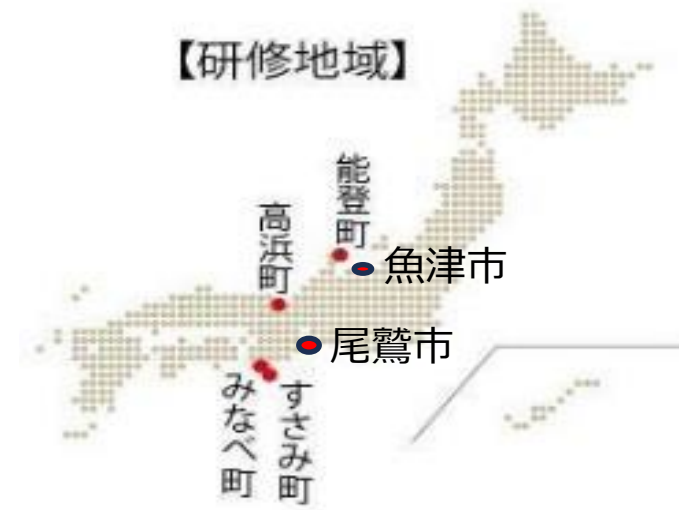 【研修地域】
能登町
高浜町
魚津市
尾鷲市
みなべ町
すさみ町